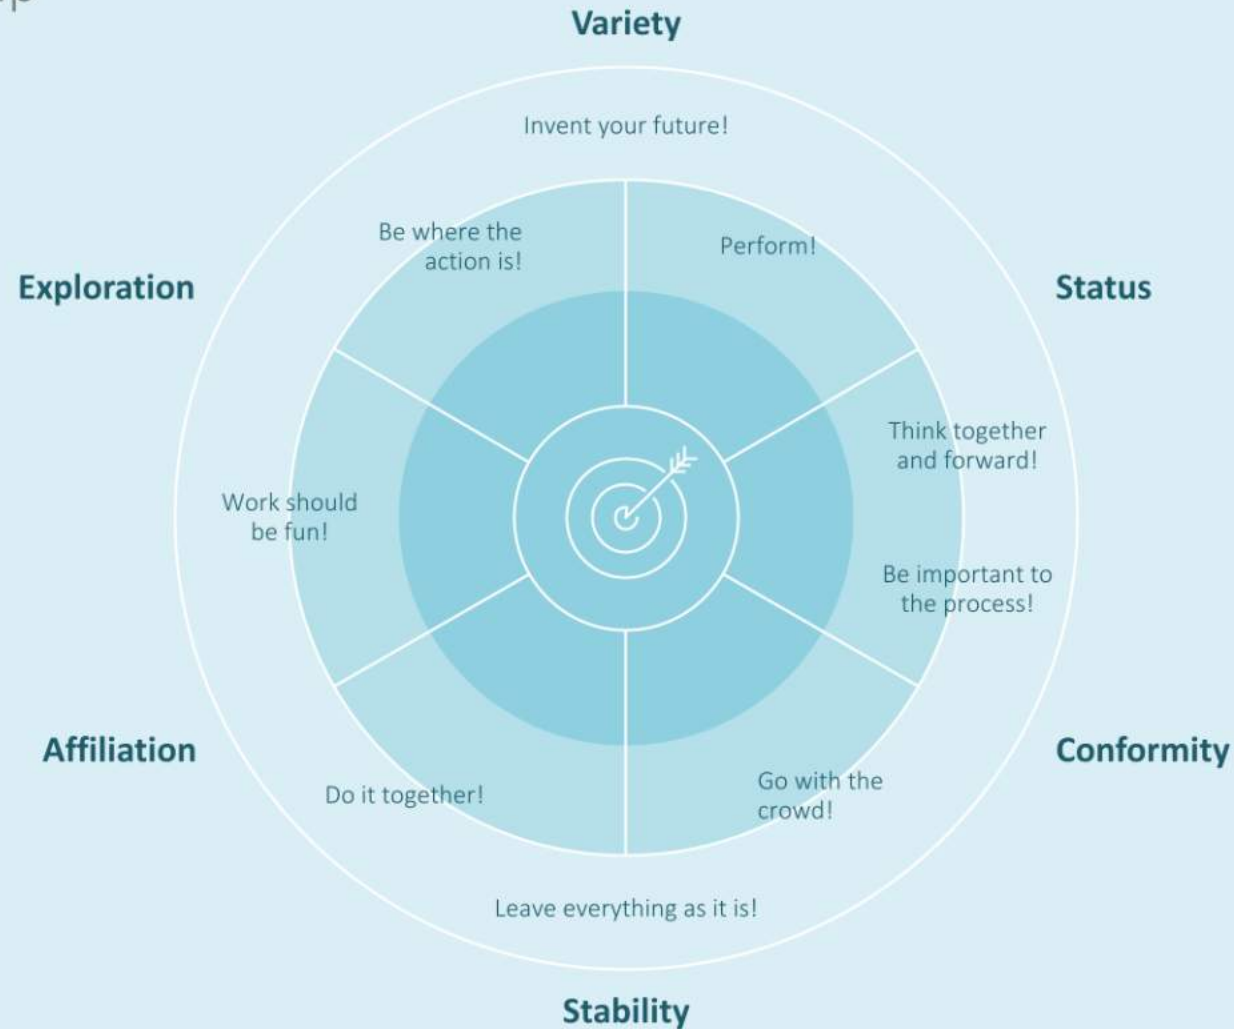 Variety
Invent your future!
Be where the
action is!
Perform!
Exploration
Status
Think together
and forward!
Work should
be fun!
Be important to
the process!
Affiliation
Conformity
Do it together!
Go with the
crowd!
Leave everything as it is!
Stability